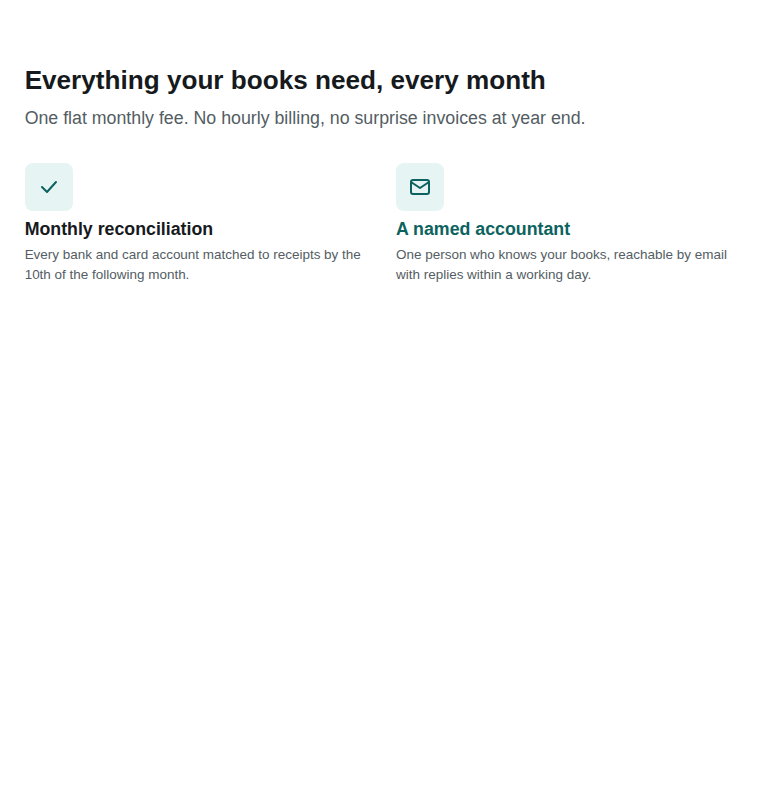 Everything your books need, every month
One flat monthly fee. No hourly billing, no surprise invoices at year end.
Monthly reconciliation
Every bank and card account matched to receipts by the
10th of the following month.
A named accountant
One person who knows your books, reachable by email
with replies within a working day.